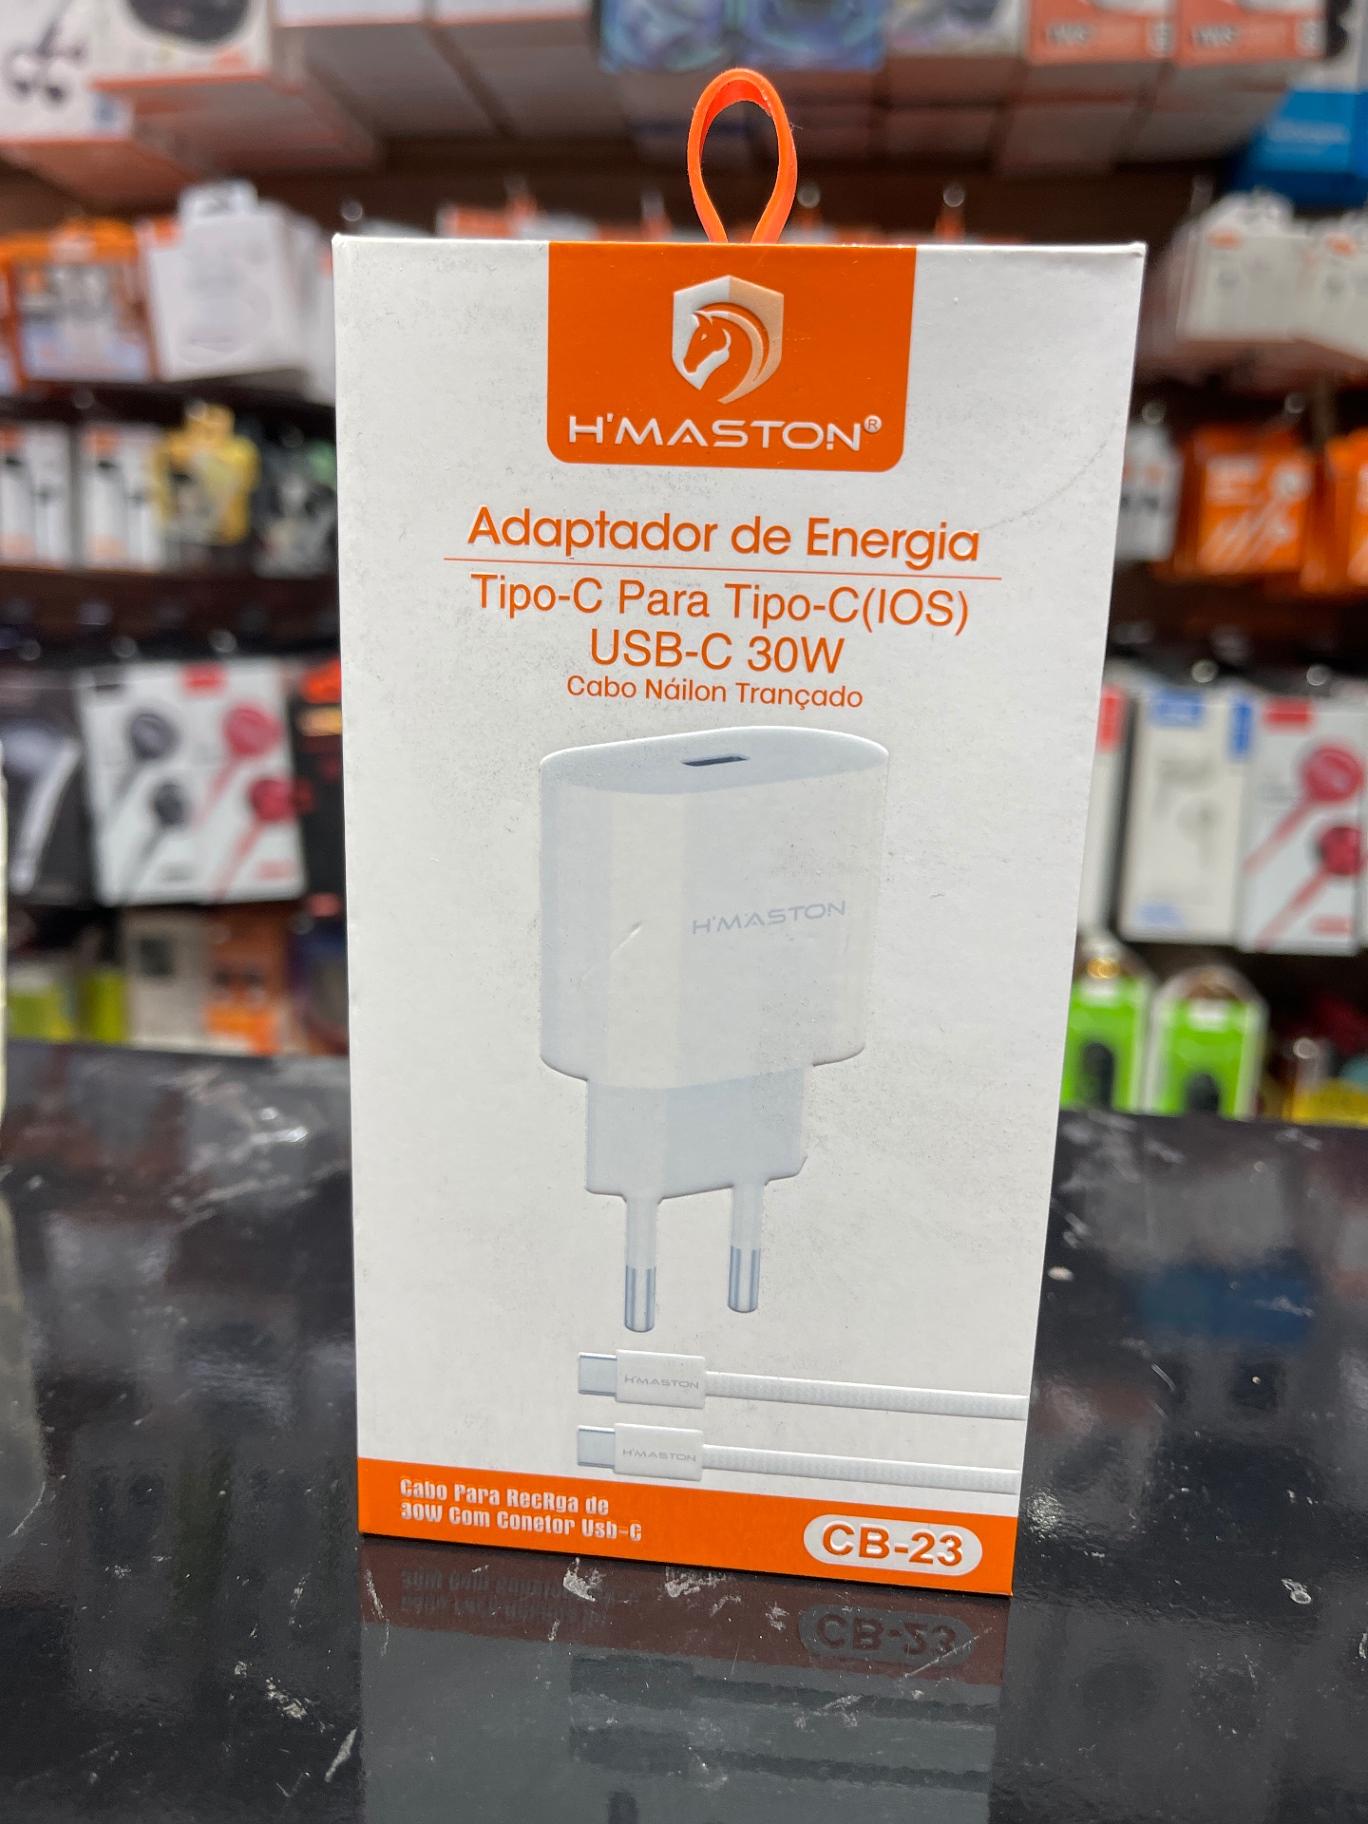 H'MASTON®
Adaptador de Energia
Tipo-C Para Tipo-C(IOS)
USB-C 30W
Cabo Náilon Trançado
H'MASTON
H'MASTON
H'MASTON
Cabo Para RecRga de
30W Com Conetor Usb-C
CB-23